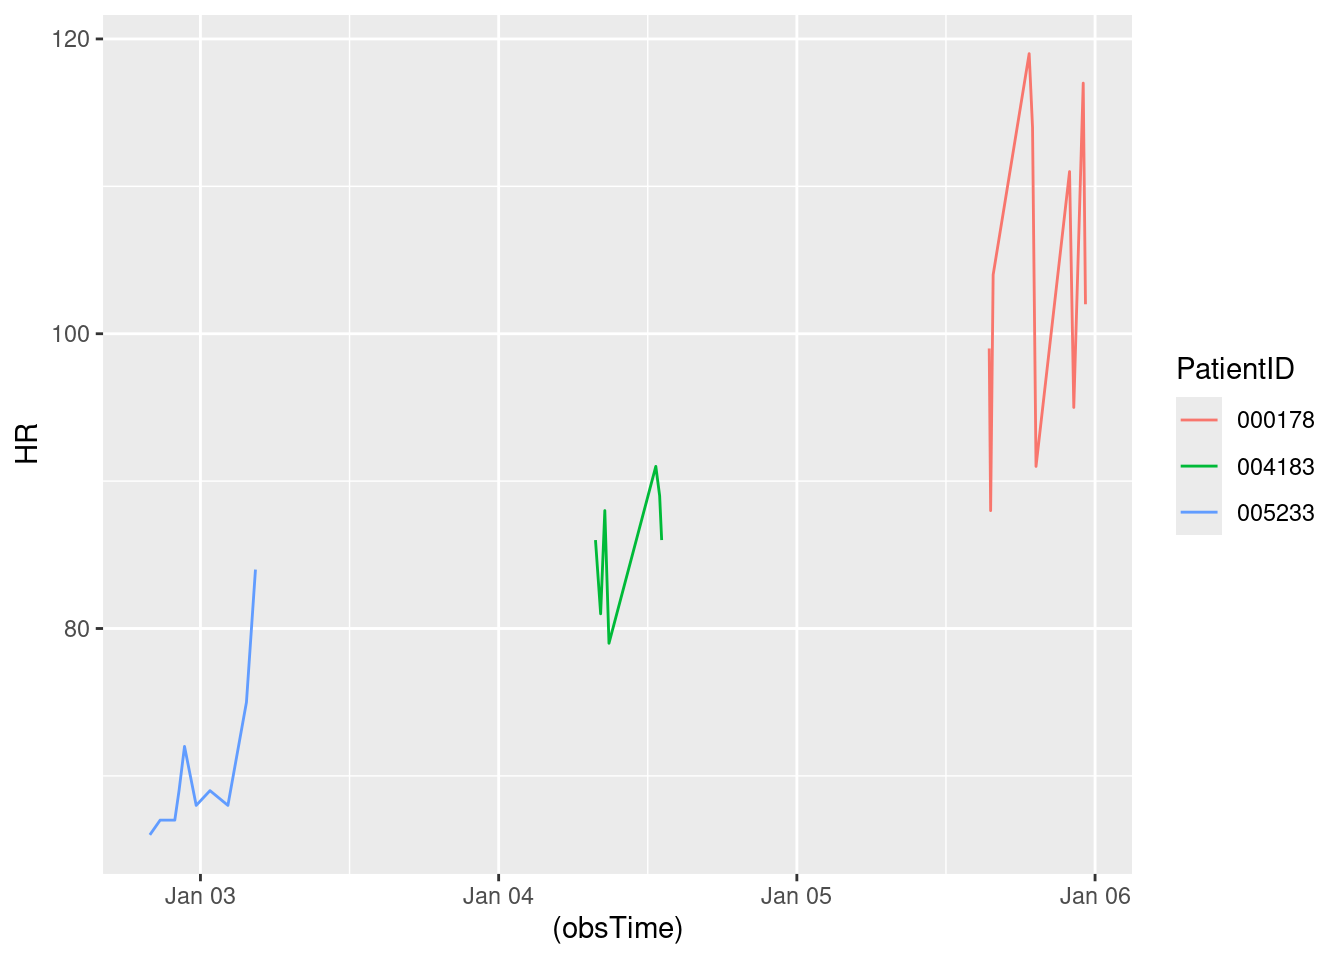 120
100
80
HR
Jan 03
Jan 04
Jan 05
Jan 06
(obsTime)
PatientID
000178
004183
005233